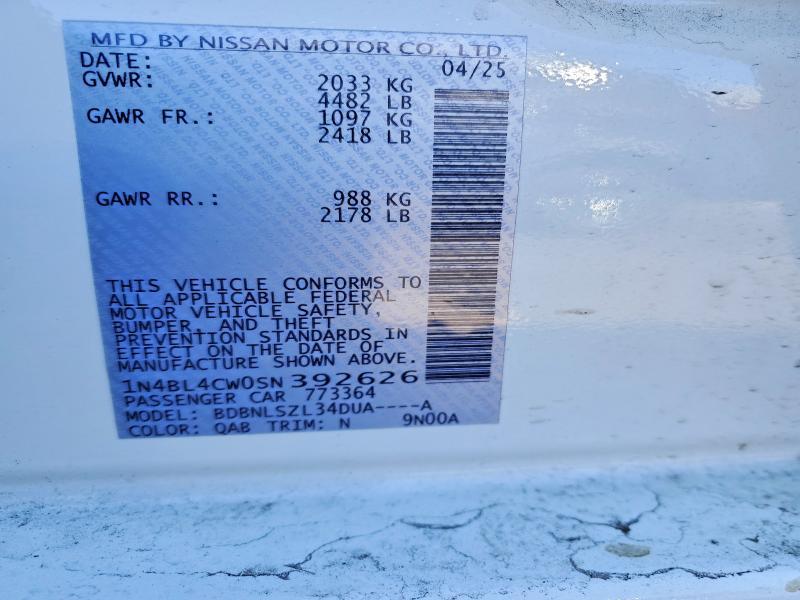 MFD BY NISSAN MOTOR CO., LTD.
DATE: 04/25
GVWR: 2033 KG
4482 LB
GAWR FR.: 1097 KG
2418 LB
GAWR RR.: 988 KG
2178 LB
THIS VEHICLE CONFORMS TO
ALL APPLICABLE FEDERAL
MOTOR VEHICLE SAFETY,
BUMPER, AND THEFT
PREVENTION STANDARDS IN
EFFECT ON THE DATE OF
MANUFACTURE SHOWN ABOVE.
1N4BL4CW0SN392626
PASSENGER CAR 773364
MODEL: BDBNLSZL34DUA----A
COLOR: QAB TRIM: N 9N00A